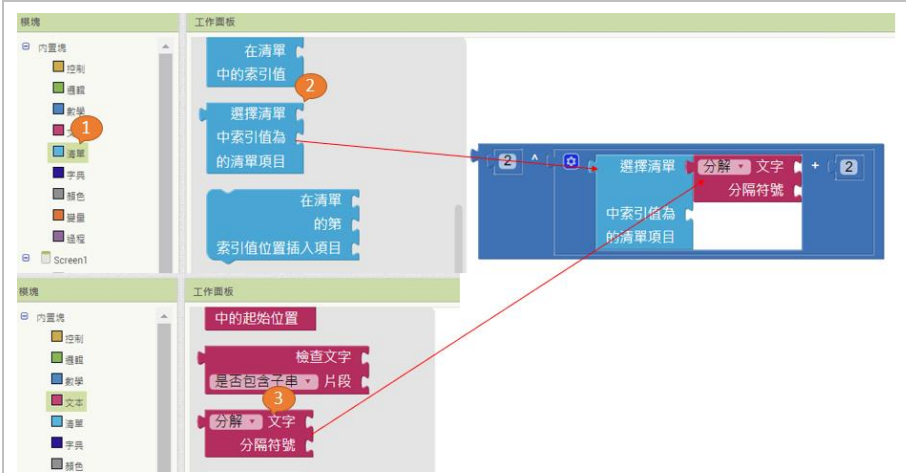 模塊
工作面板
內置塊
控制
邏輯
數學
1
清單
字典
顏色
變量
過程
Screen1
在清單
中的索引值
2
選擇清單
中索引值為
的清單項目
在清單
的第
索引值位置插入項目
2 ^ 選擇清單 分解 文字 + 2
分隔符號
中索引值為
的清單項目
模塊
工作面板
內置塊
控制
邏輯
數學
文本
清單
字典
顏色
中的起始位置
檢查文字
是否包含子串 片段
3
分解 文字
分隔符號